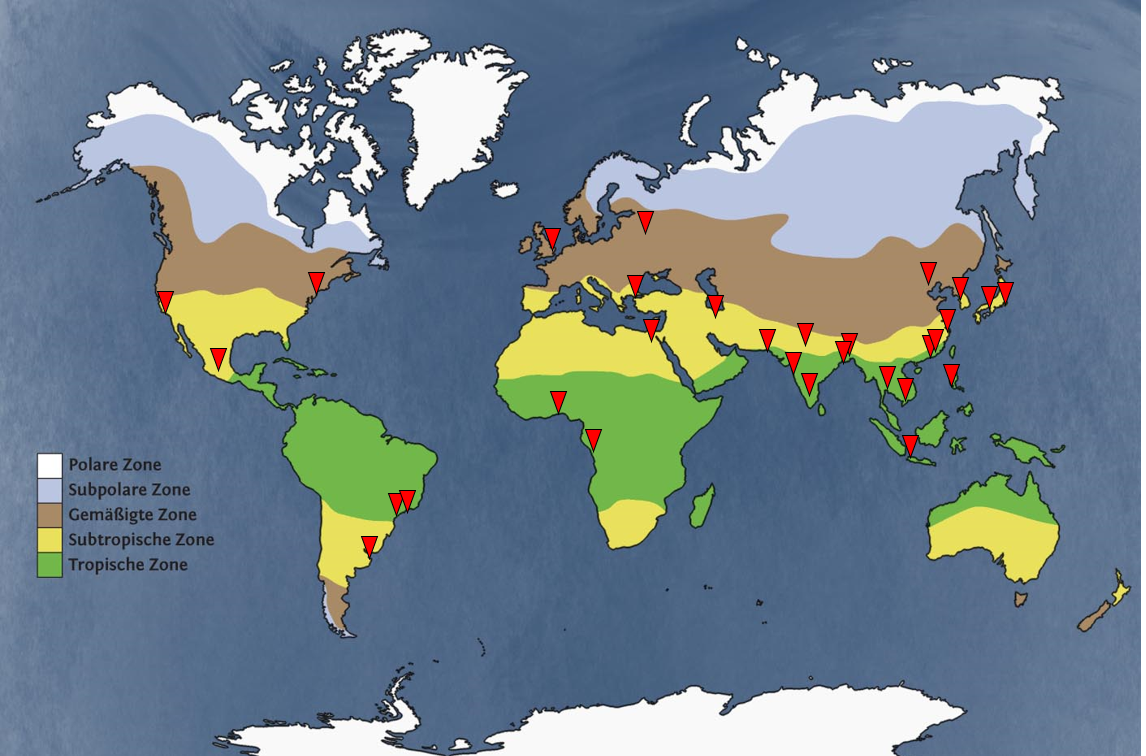 Polare Zone
Subpolare Zone
Gemäßigte Zone
Subtropische Zone
Tropische Zone